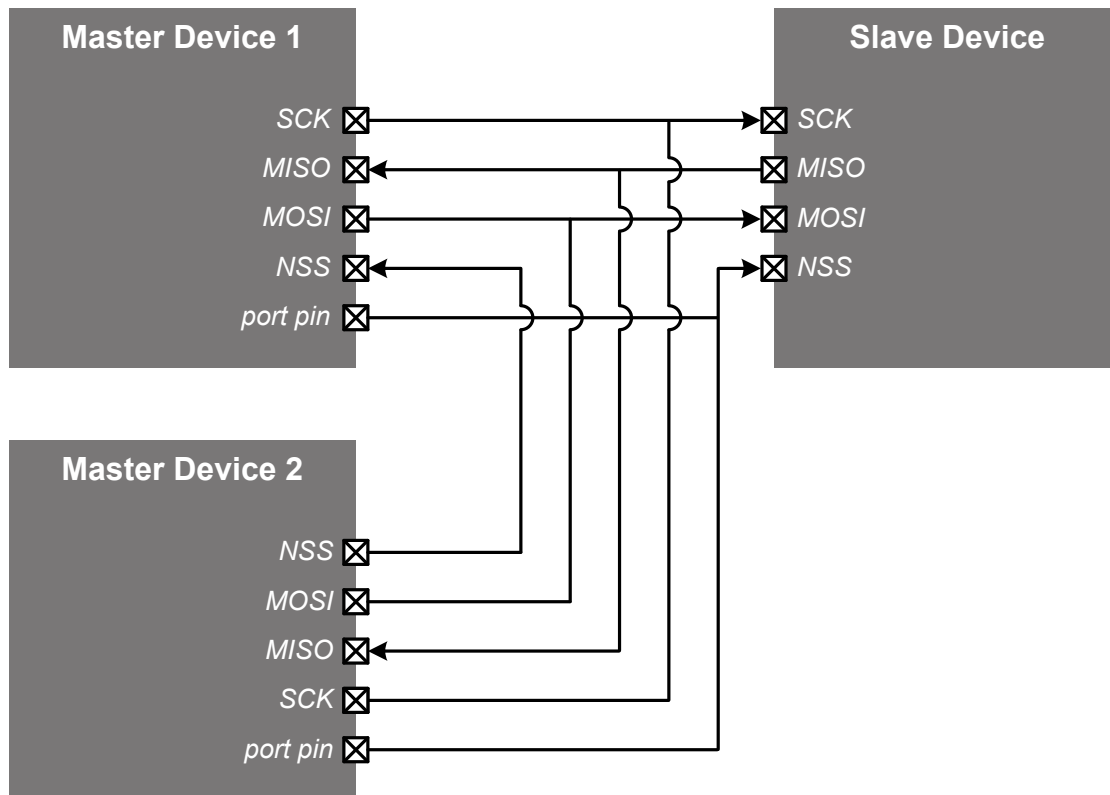 Master Device 1
SCK
MISO
MOSI
NSS
port pin
Slave Device
SCK
MISO
MOSI
NSS
Master Device 2
NSS
MOSI
MISO
SCK
port pin